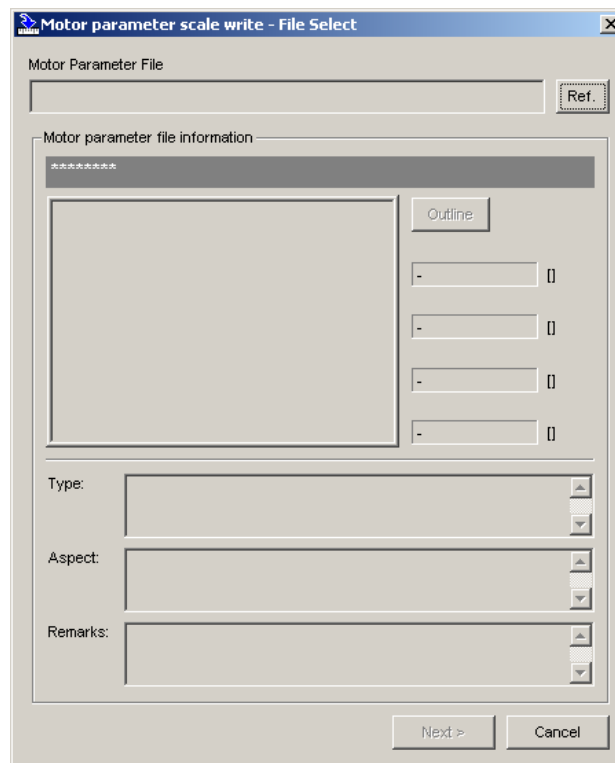 Motor parameter scale write - File Select
Motor Parameter File
Ref.
Motor parameter file information
********
Outline
- []
- []
- []
- []
Type:
Aspect:
Remarks:
Next > Cancel